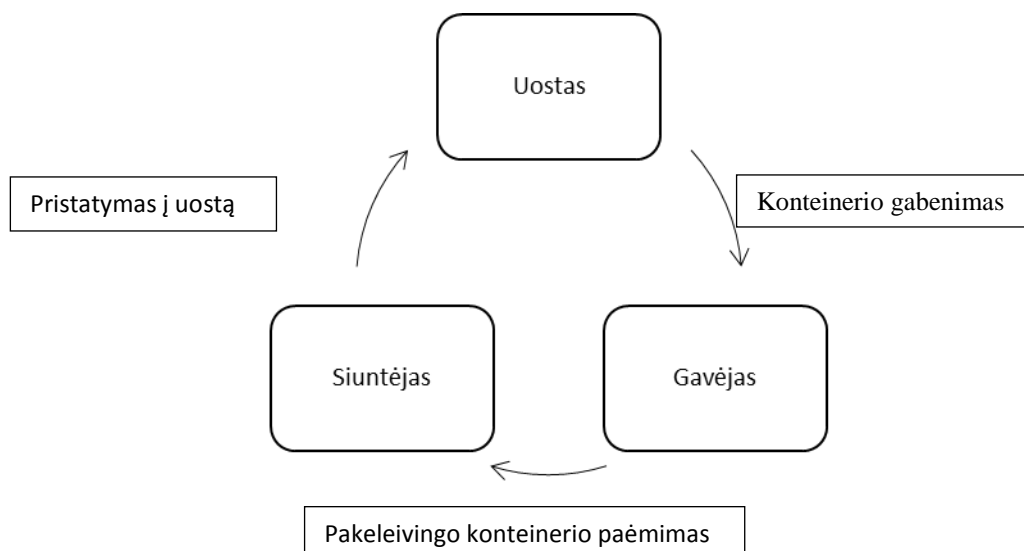 Uostas
Pristatymas į uostą
Konteinerio gabenimas
Siuntėjas
Gavėjas
Pakeleivingo konteinerio paėmimas